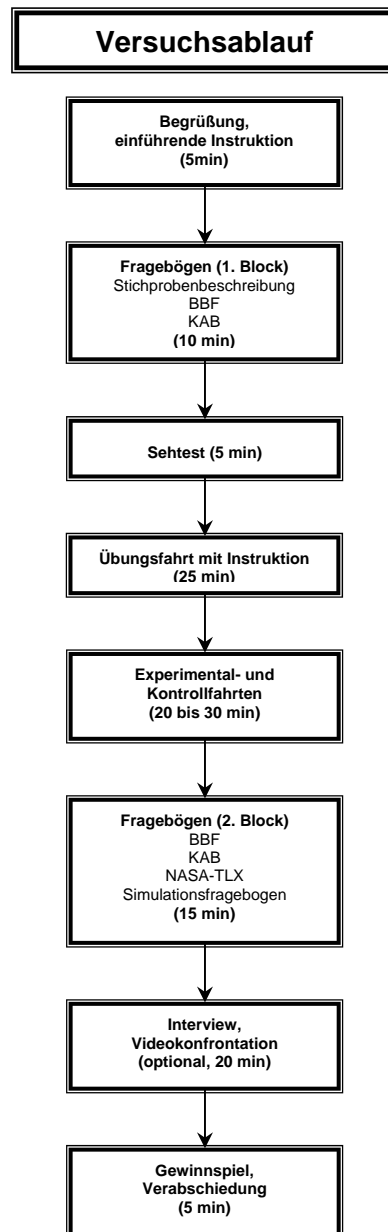 Versuchsablauf
Begrüßung,
einführende Instruktion
(5min)
Fragebögen (1. Block)
Stichprobenbeschreibung
BBF
KAB
(10 min)
Sehtest (5 min)
Übungsfahrt mit Instruktion
(25 min)
Experimental- und
Kontrollfahrten
(20 bis 30 min)
Fragebögen (2. Block)
BBF
KAB
NASA-TLX
Simulationsfragebogen
(15 min)
Interview,
Videokonfrontation
(optional, 20 min)
Gewinnspiel,
Verabschiedung
(5 min)